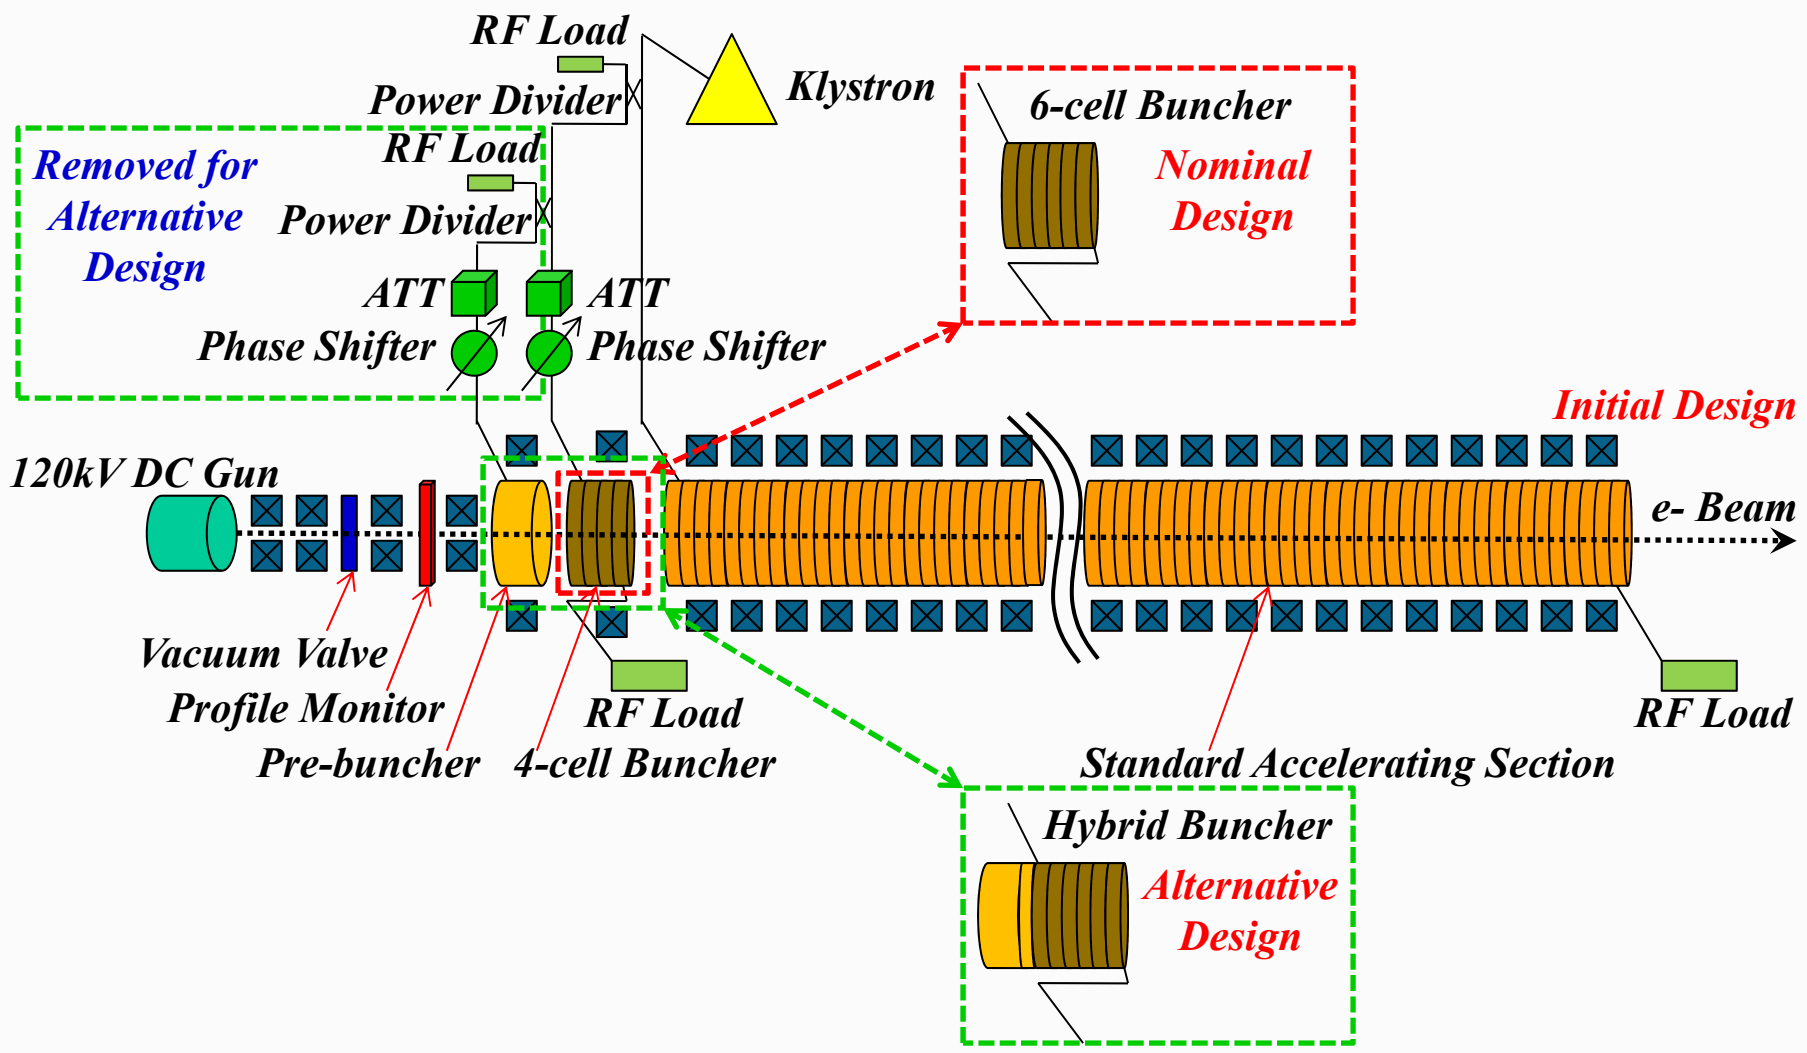 RF Load
Klystron
Power Divider
6-cell Buncher
Nominal
Design
RF Load
Removed for
Alternative
Design
Power Divider
ATT
ATT
Phase Shifter
Phase Shifter
Initial Design
120kV DC Gun
e- Beam
Vacuum Valve
Profile Monitor
RF Load
RF Load
Pre-buncher
4-cell Buncher
Standard Accelerating Section
Hybrid Buncher
Alternative
Design